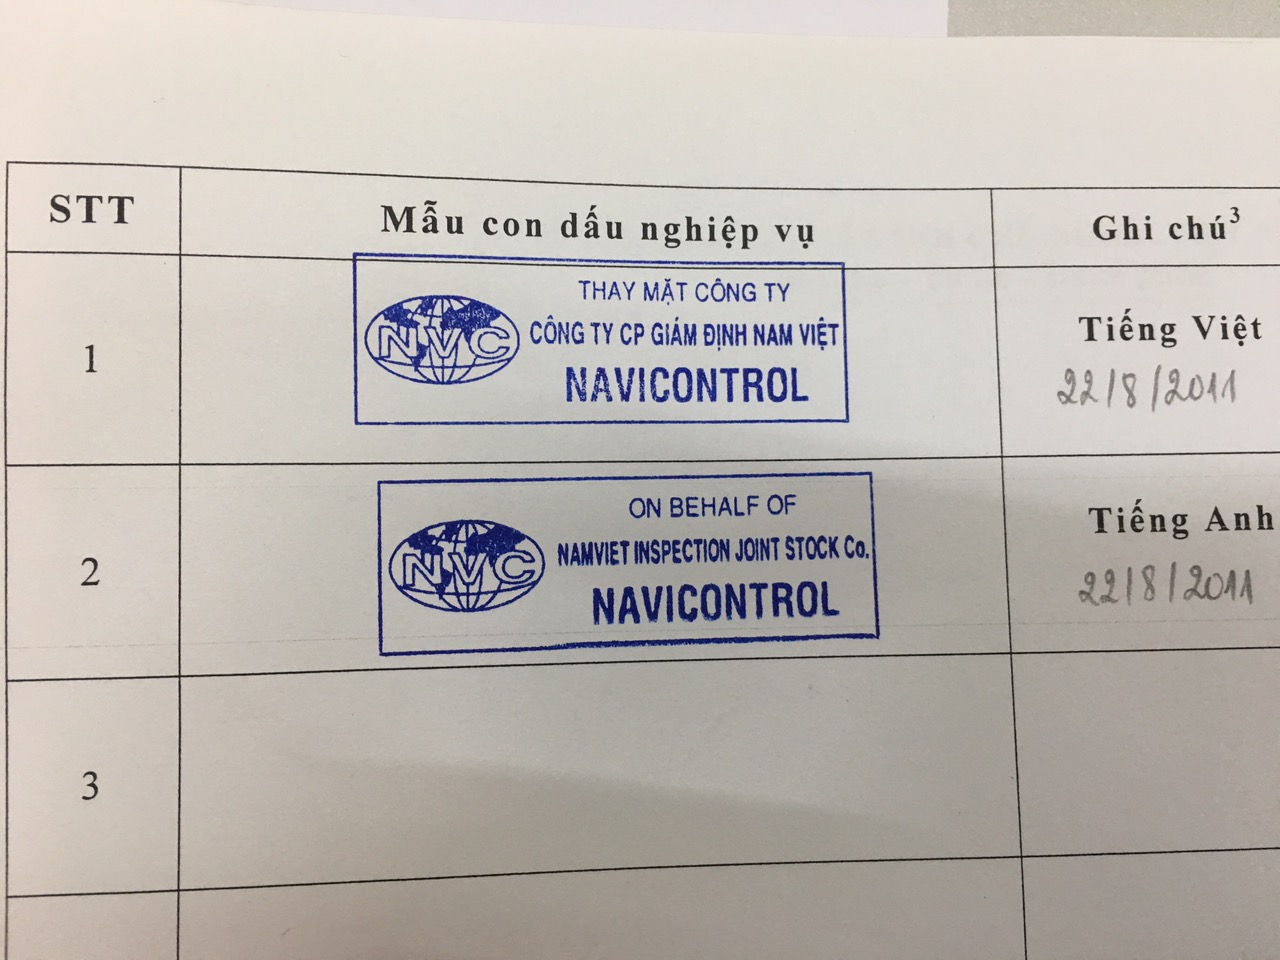 STT
Mẫu con dấu nghiệp vụ
Ghi chú3
1
NVC
THAY MẶT CÔNG TY
CÔNG TY CP GIÁM ĐỊNH NAM VIỆT
NAVICONTROL
Tiếng Việt
22/8/2011
2
NVC
ON BEHALF OF
NAMVIET INSPECTION JOINT STOCK Co.
NAVICONTROL
Tiếng Anh
22/8/2011
3